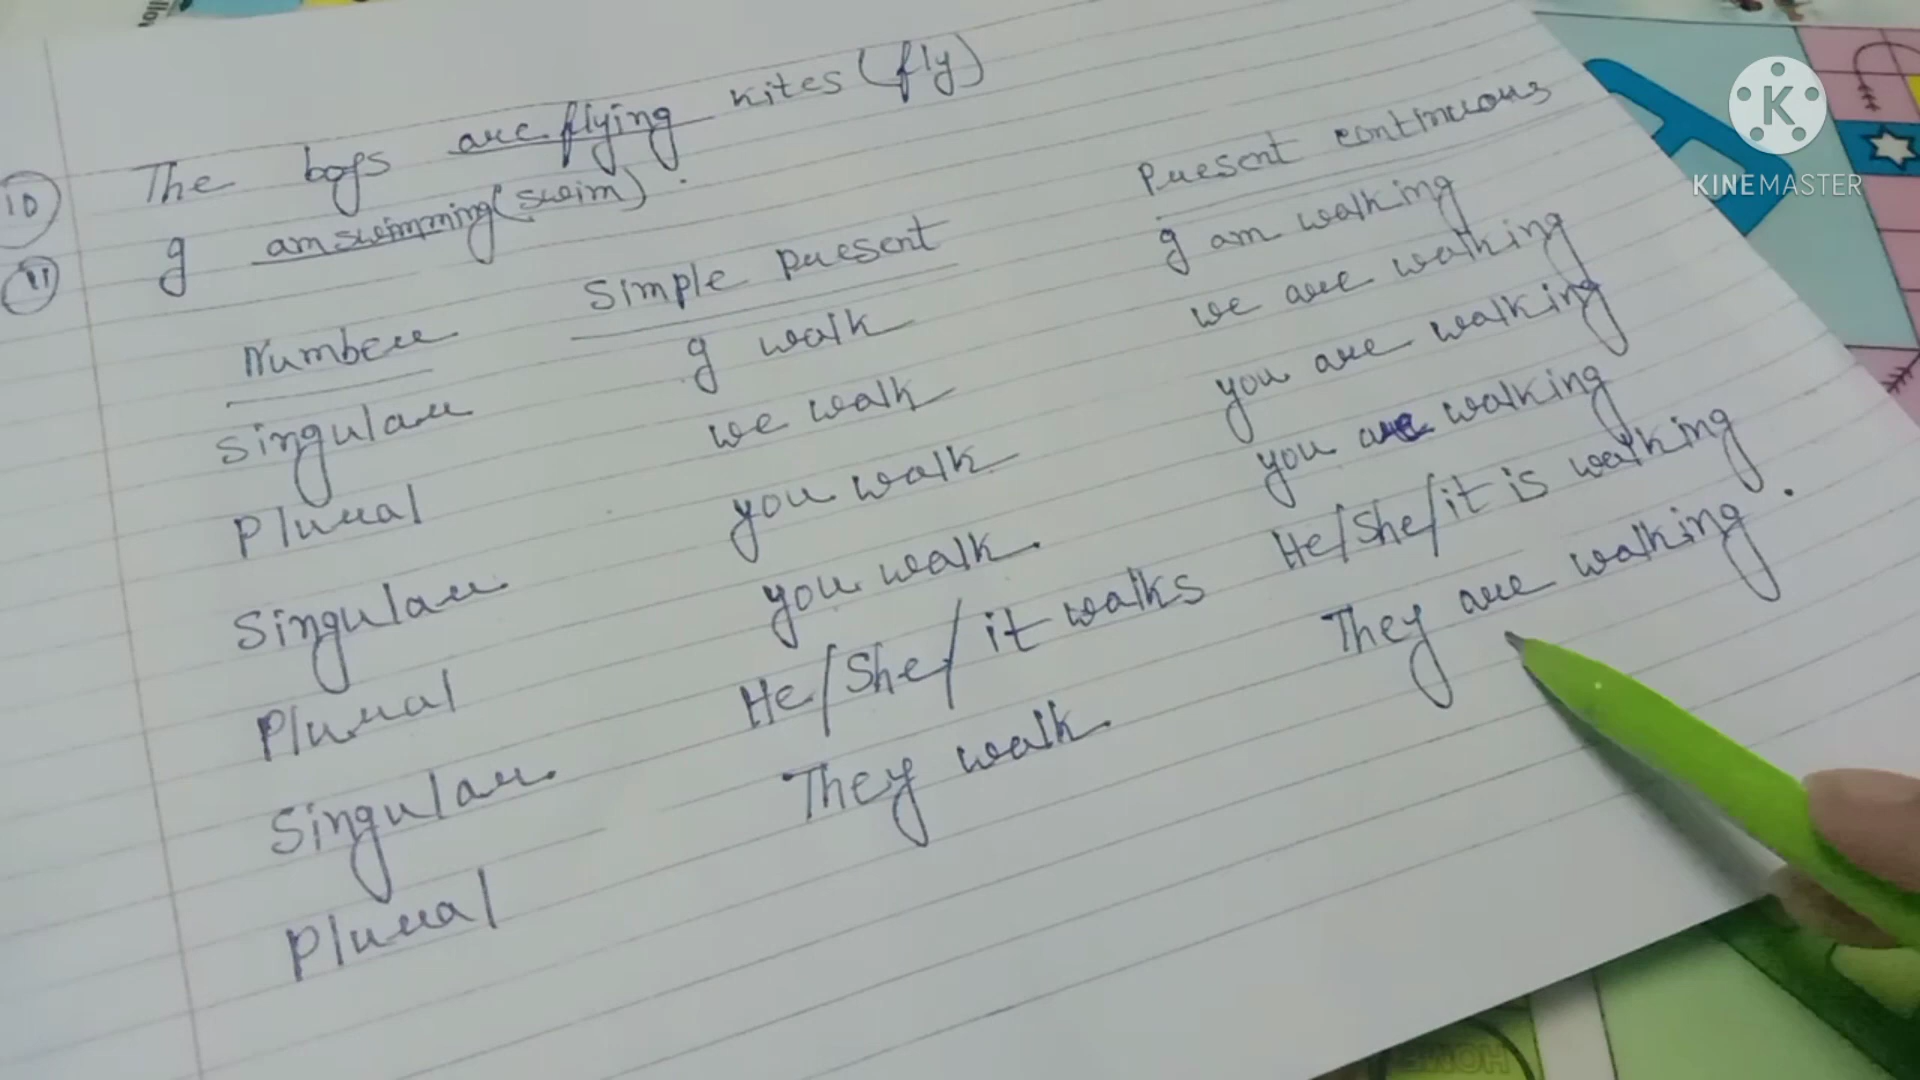 10 The boys are flying kites (fly)
11 I am swimming (swim).
Number Simple present Present continuous
Singular I walk I am walking
Plural we walk we are walking
Singular you walk you are walking
Plural you walk. you are walking
Singular He/She/it walks He/She/it is walking
Plural They walk. They are walking.
K
KINEMASTER